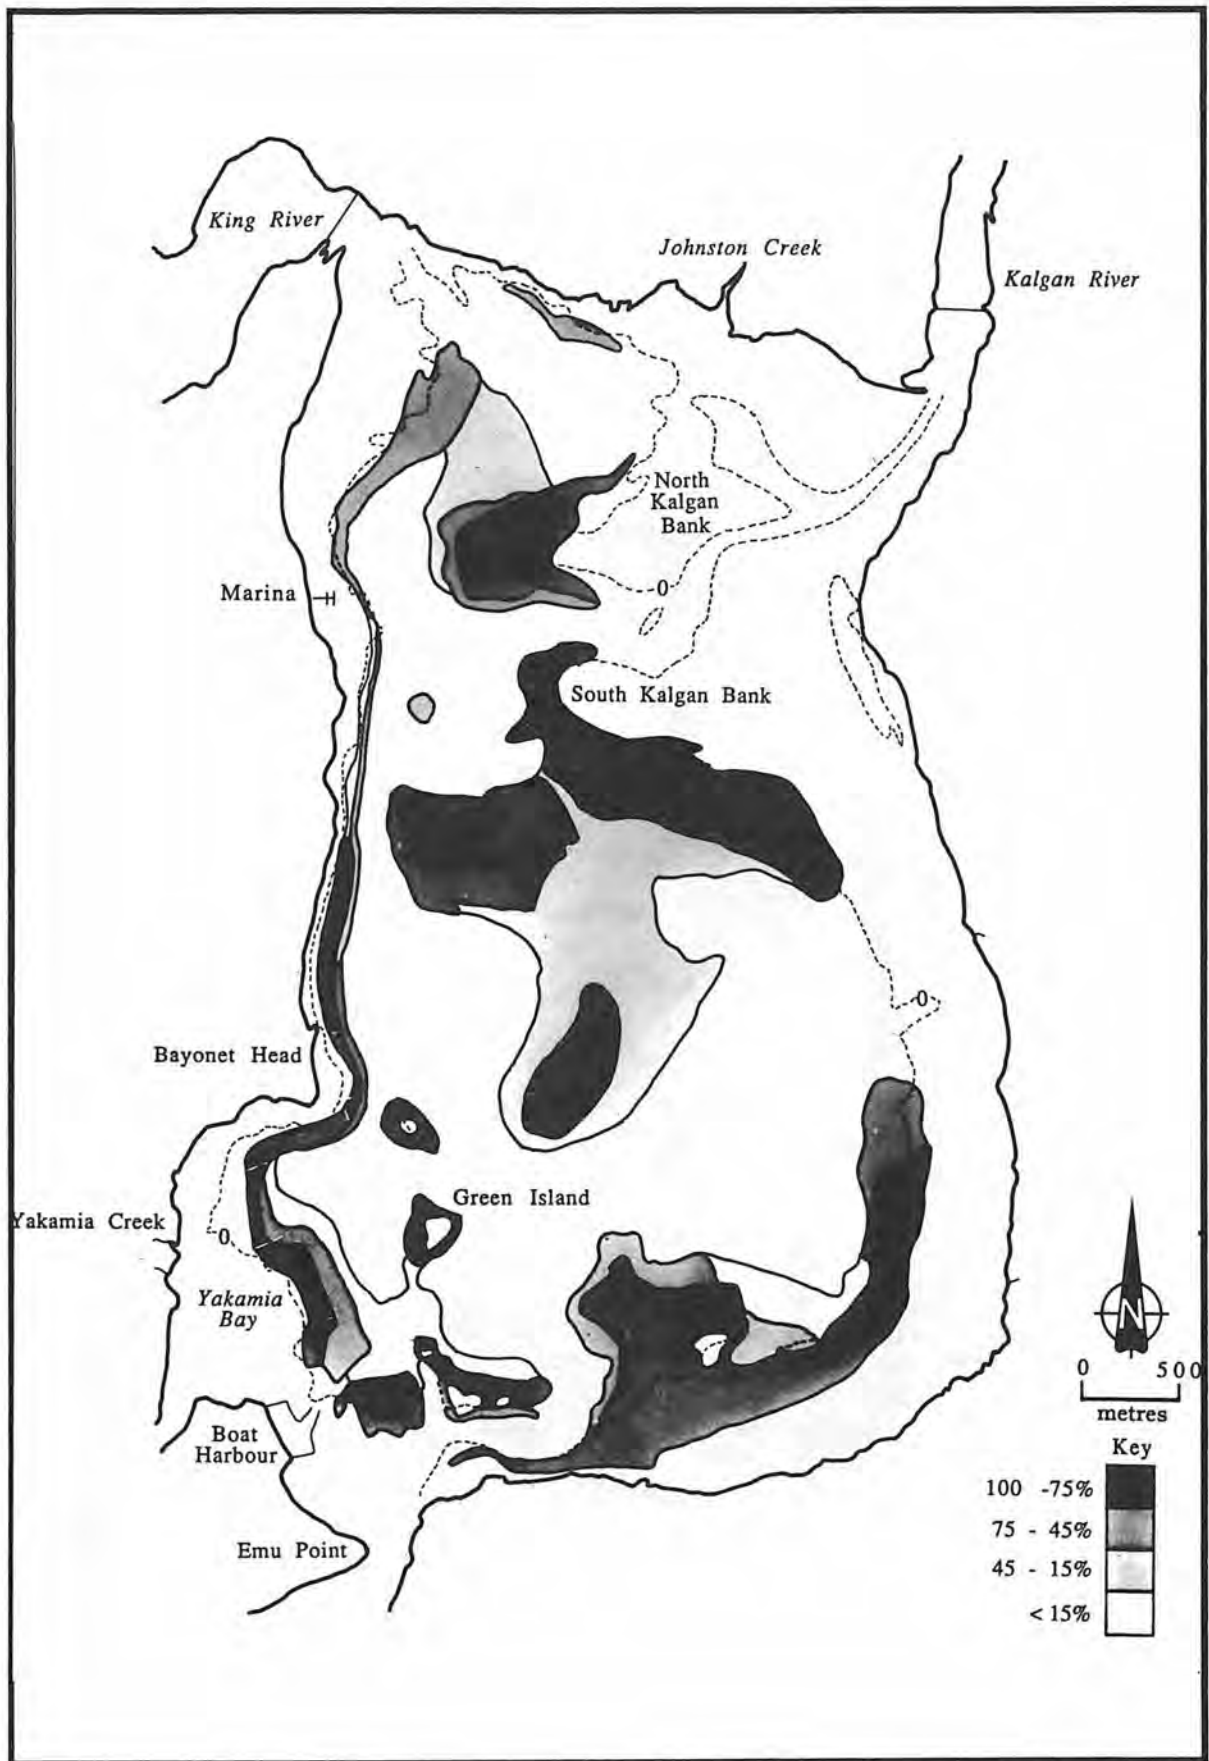 King River
Johnston Creek
Kalgan River
North
Kalgan
Bank
0
Marina
South Kalgan Bank
0
Bayonet Head
Green Island
Yakamia Creek
0
Yakamia
Bay
N
0 500
metres
Boat
Harbour
Key
100 -75%
75 - 45%
45 - 15%
< 15%
Emu Point